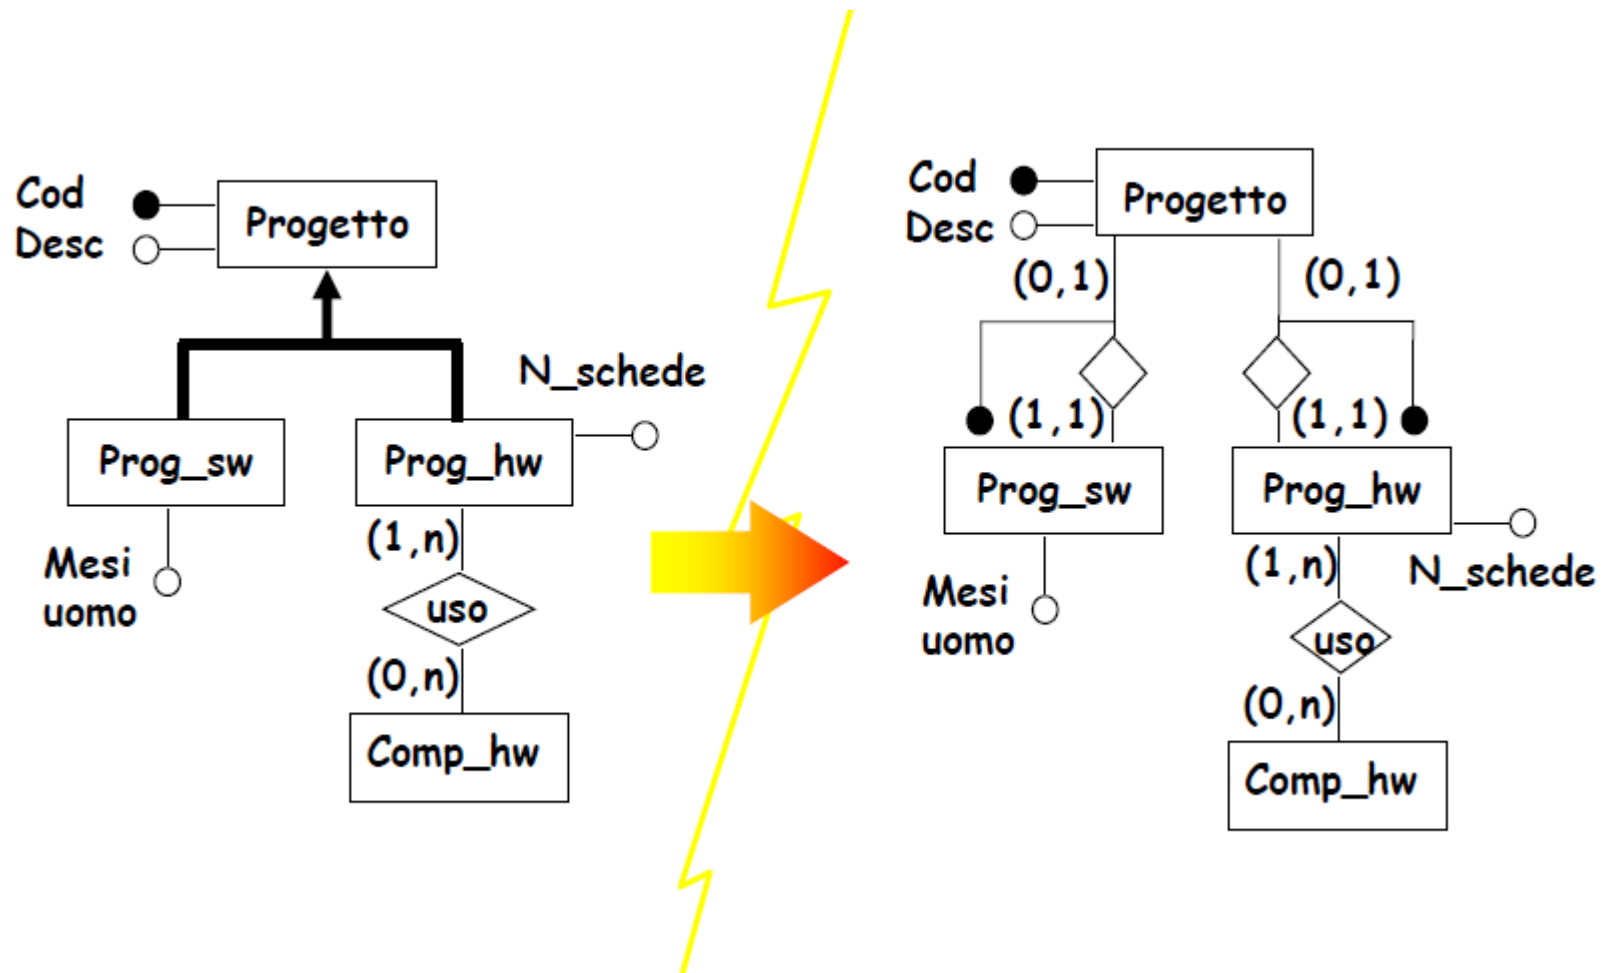 Cod
Desc
Progetto
N_schede
Prog_sw
Prog_hw
(1,n)
Mesi
uomo
uso
(0,n)
Comp_hw
Cod
Desc
Progetto
(0,1)
(0,1)
(1,1)
(1,1)
Prog_sw
Prog_hw
(1,n)
N_schede
Mesi
uomo
uso
(0,n)
Comp_hw